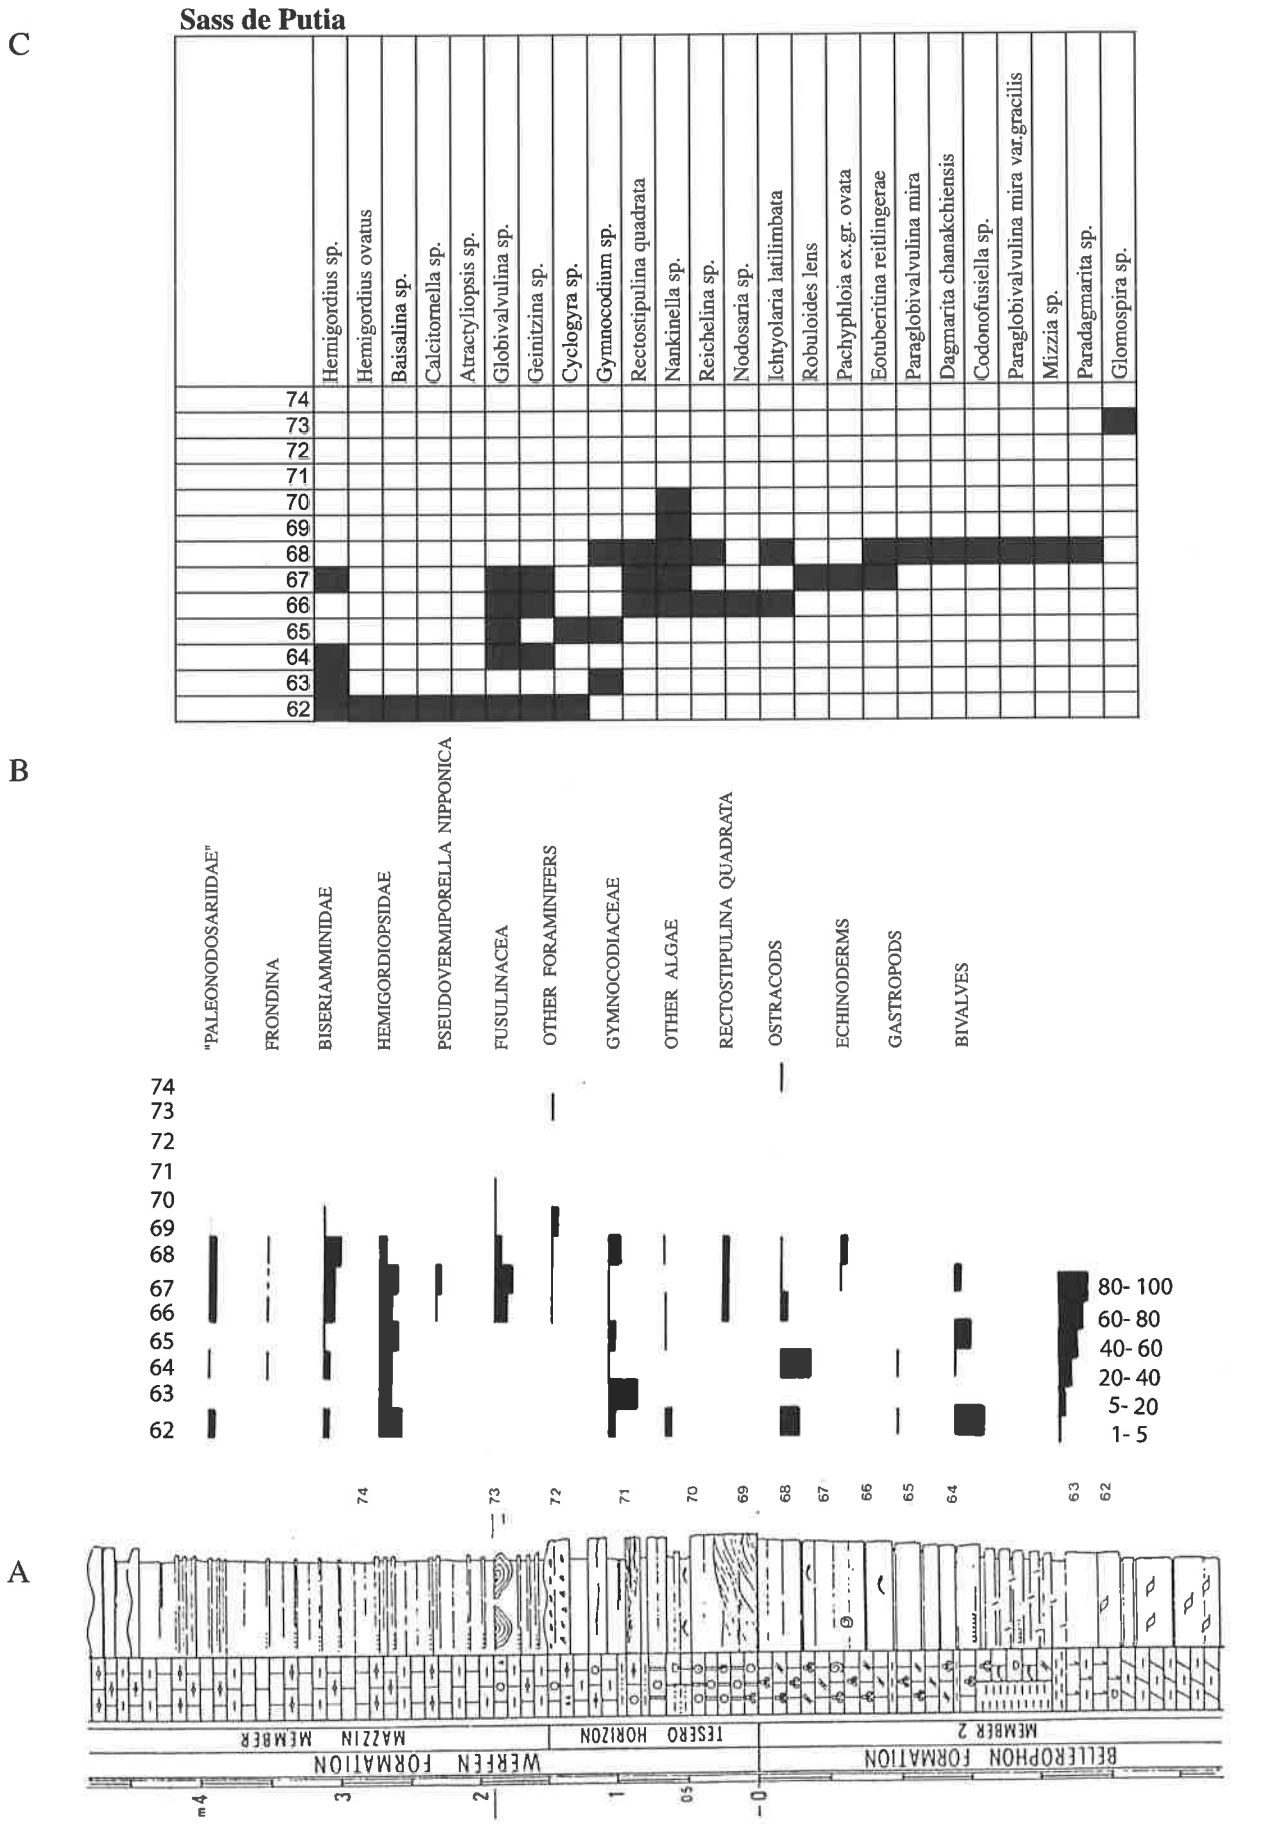 C
Sass de Putia
Hemigordius sp.
Hemigordius ovatus
Baisalina sp.
Calcitornella sp.
Atractyliopsis sp.
Globivalvulina sp.
Geinitzina sp.
Cyclogyra sp.
Gymnocodium sp.
Rectostipulina quadrata
Nankinella sp.
Reichelina sp.
Nodosaria sp.
Ichtyolaria latilimbata
Robuloides lens
Pachyphloia ex.gr. ovata
Eotuberitina reitlingerae
Paraglobivalvulina mira
Dagmarita chanakchiensis
Codonofusiella sp.
Paraglobivalvulina mira var.gracilis
Mizzia sp.
Paradagmarita sp.
Glomospira sp.
74
73
72
71
70
69
68
67
66
65
64
63
62
B
"PALEONODOSARIIDAE"
FRONDINA
BISERIAMMINIDAE
HEMIGORDIOPSIDAE
PSEUDOVERMIPORELLA NIPPONICA
FUSULINACEA
OTHER FORAMINIFERS
GYMNOCODIACEAE
OTHER ALGAE
RECTOSTIPULINA QUADRATA
OSTRACODS
ECHINODERMS
GASTROPODS
BIVALVES
74
73
72
71
70
69
68
67
66
65
64
63
62
80-100
60-80
40-60
20-40
5-20
1-5
A
74
73
72
71
70
69
68
67
66
65
64
63
62
MAZZIN MEMBER
TESERO HORIZON
MEMBER 2
WERFEN FORMATION
BELLEROPHON FORMATION
m4
3
2
1
05
0